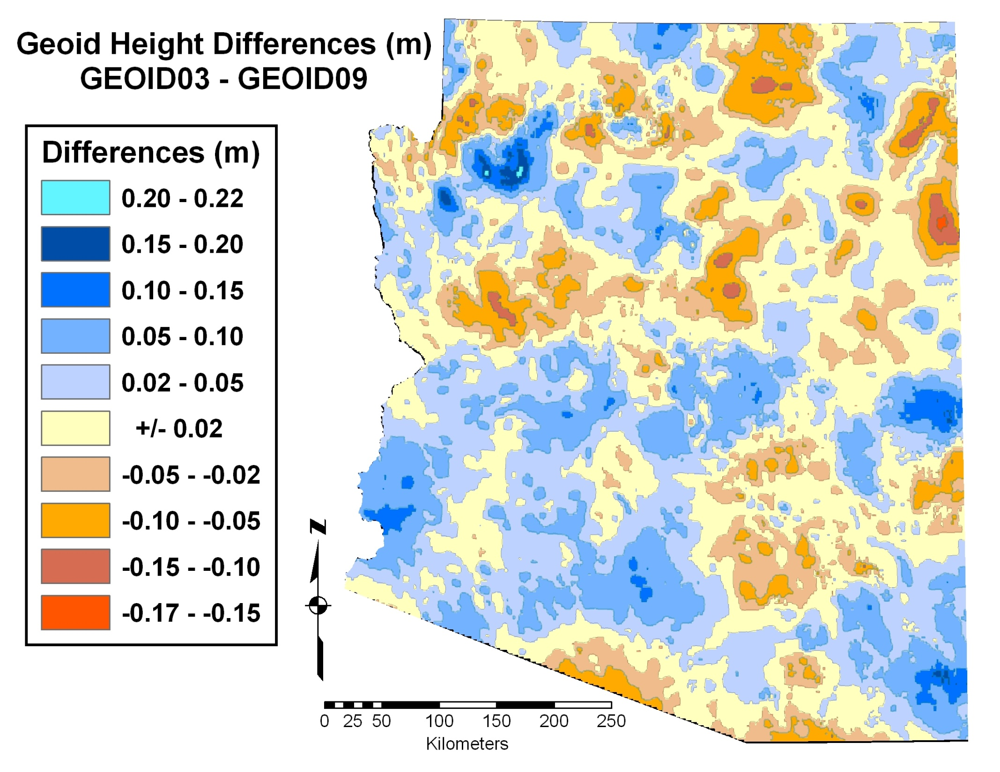 Geoid Height Differences (m)
GEOID03 - GEOID09
Differences (m)
0.20 - 0.22
0.15 - 0.20
0.10 - 0.15
0.05 - 0.10
0.02 - 0.05
+/- 0.02
-0.05 - -0.02
-0.10 - -0.05
-0.15 - -0.10
-0.17 - -0.15
N
0 25 50 100 150 200 250
Kilometers